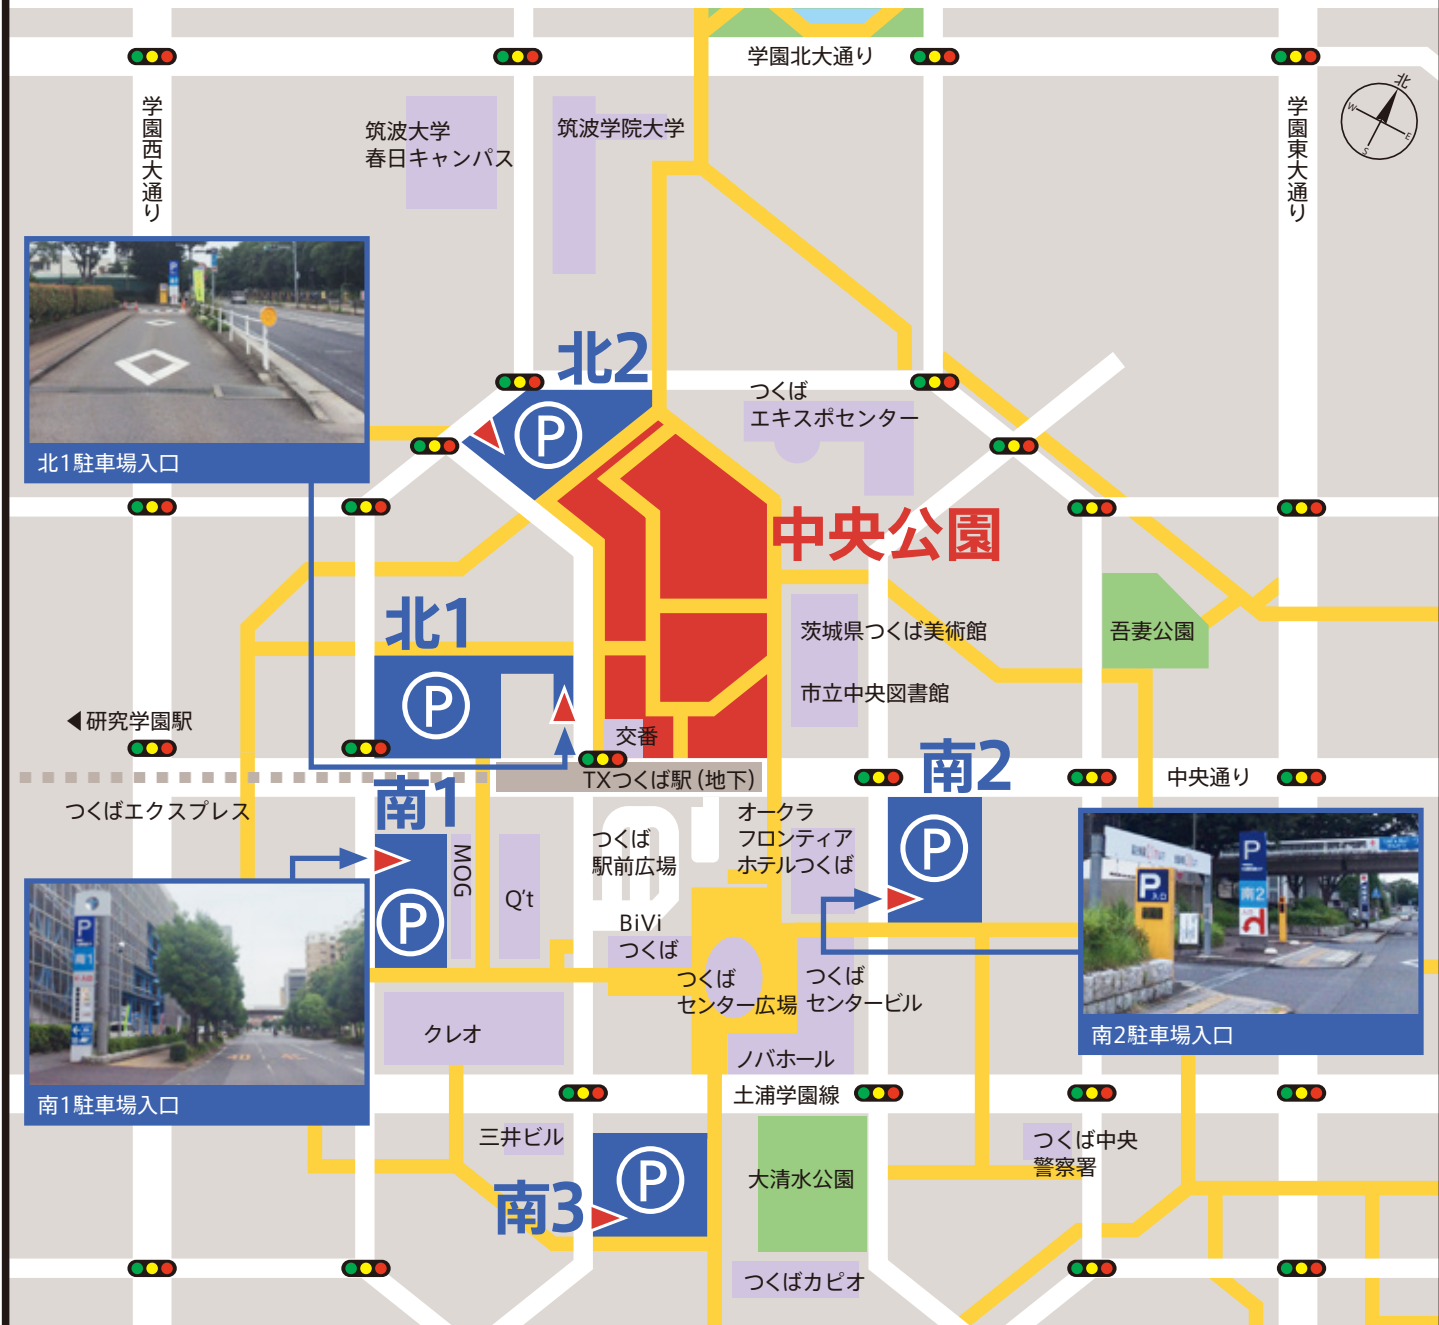 学園北大通り
北
W
E
S
学園西大通り
学園東大通り
筑波大学
春日キャンパス
筑波学院大学
北2
P
つくば
エキスポセンター
北1駐車場入口
中央公園
北1
P
茨城県つくば美術館
吾妻公園
市立中央図書館
◀研究学園駅
交番
南2
TXつくば駅（地下）
中央通り
つくばエクスプレス
南1
P
MOG
Q't
つくば
駅前広場
オークラ
フロンティア
ホテルつくば
P
P
入口
P
南2
BiVi
つくば
つくば
センター広場
つくば
センタービル
P
南1
クレオ
ノバホール
南2駐車場入口
南1駐車場入口
土浦学園線
三井ビル
つくば中央
警察署
南3
P
大清水公園
つくばカピオ